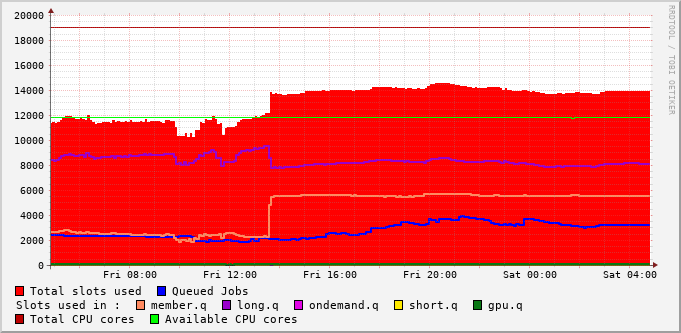 20000
18000
16000
14000
12000
10000
8000
6000
4000
2000
0
Fri 08:00 Fri 12:00 Fri 16:00 Fri 20:00 Sat 00:00 Sat 04:00
Total slots used Queued Jobs
Slots used in : member.q long.q ondemand.q short.q gpu.q
Total CPU cores Available CPU cores
RRDTOOL / TOBI OETIKER